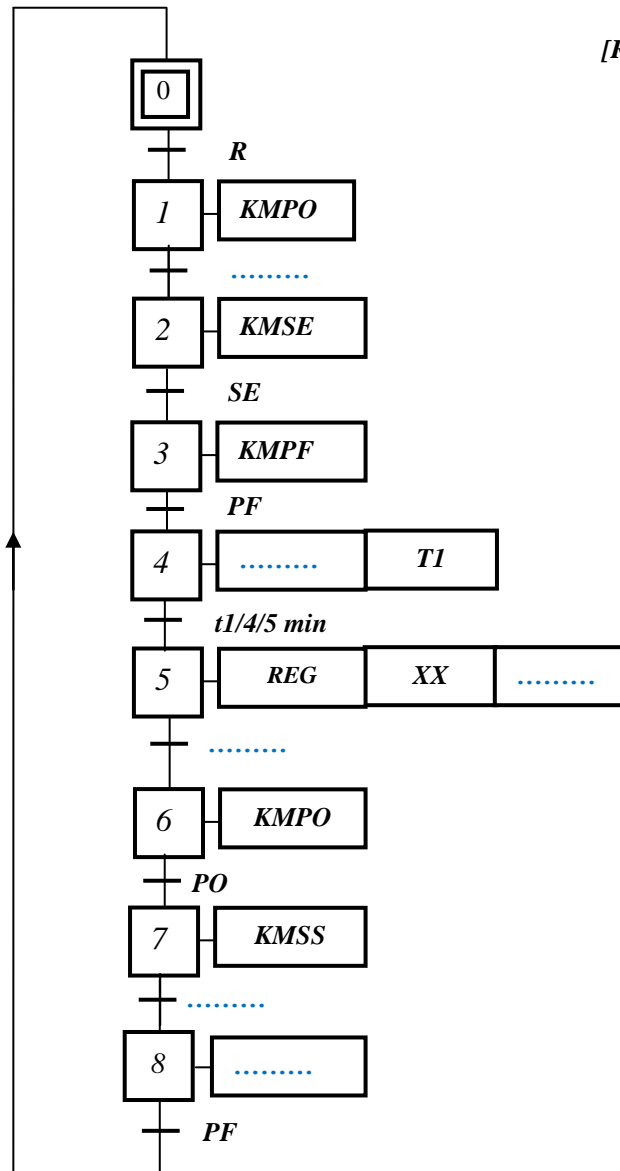 [R
0
R
1 KMPO
.........
2 KMSE
SE
3 KMPF
PF
4 ......... T1
t1/4/5 min
5 REG XX .........
.........
6 KMPO
PO
7 KMSS
.........
8 .........
PF